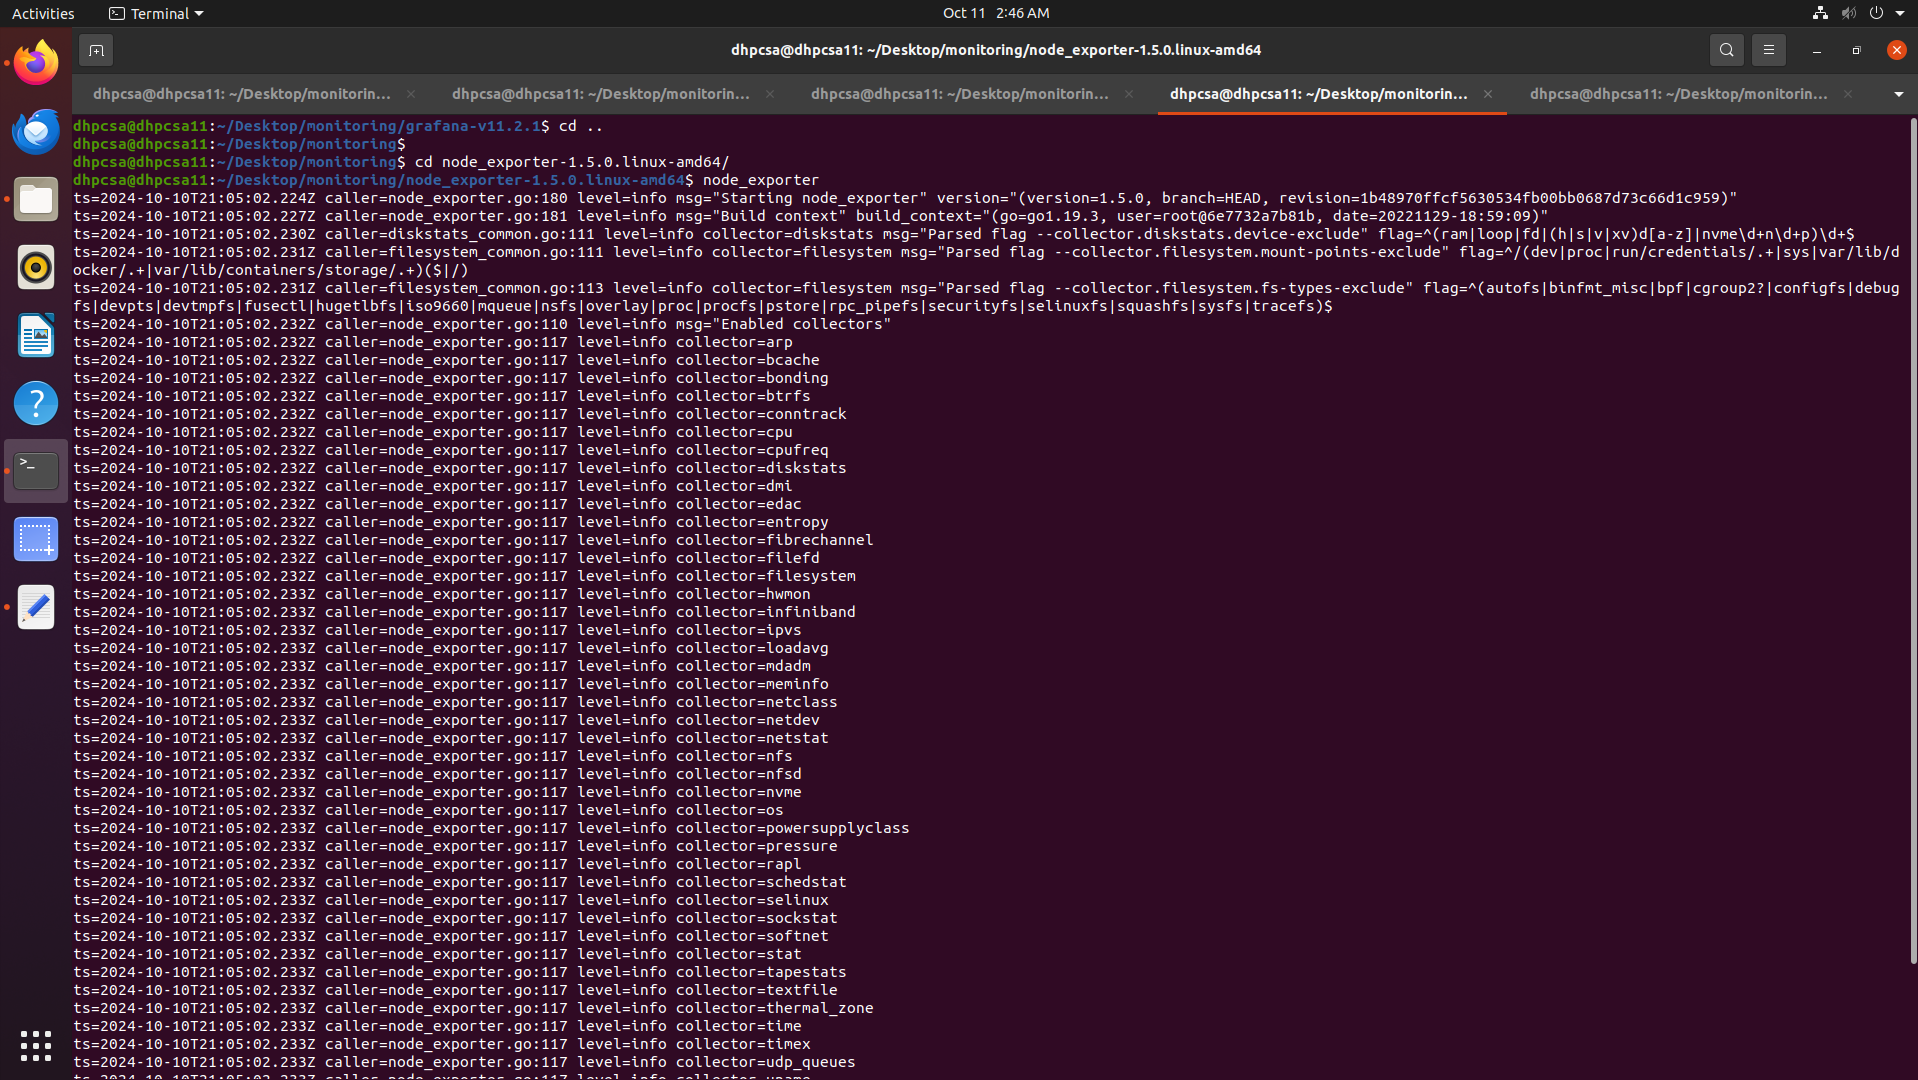 Activities Terminal Oct 11 2:46 AM
dhpcsa@dhpcsa11: ~/Desktop/monitoring/node_exporter-1.5.0.linux-amd64
dhpcsa@dhpcsa11: ~/Desktop/monitorin... dhpcsa@dhpcsa11: ~/Desktop/monitorin... dhpcsa@dhpcsa11: ~/Desktop/monitorin... dhpcsa@dhpcsa11: ~/Desktop/monitorin... dhpcsa@dhpcsa11: ~/Desktop/monitorin...
dhpcsa@dhpcsa11:~/Desktop/monitoring/grafana-v11.2.1$ cd ..
dhpcsa@dhpcsa11:~/Desktop/monitoring$
dhpcsa@dhpcsa11:~/Desktop/monitoring$ cd node_exporter-1.5.0.linux-amd64/
dhpcsa@dhpcsa11:~/Desktop/monitoring/node_exporter-1.5.0.linux-amd64$ node_exporter
ts=2024-10-10T21:05:02.224Z caller=node_exporter.go:180 level=info msg="Starting node_exporter" version="(version=1.5.0, branch=HEAD, revision=1b48970ffcf5630534fb00bb0687d73c66d1c959)"
ts=2024-10-10T21:05:02.227Z caller=node_exporter.go:181 level=info msg="Build context" build_context="(go=go1.19.3, user=root@6e7732a7b81b, date=20221129-18:59:09)"
ts=2024-10-10T21:05:02.230Z caller=diskstats_common.go:111 level=info collector=diskstats msg="Parsed flag --collector.diskstats.device-exclude" flag=^(ram|loop|fd|(h|s|v|xv)d[a-z]|nvme\d+n\d+p)\d+$
ts=2024-10-10T21:05:02.231Z caller=filesystem_common.go:111 level=info collector=filesystem msg="Parsed flag --collector.filesystem.mount-points-exclude" flag=^/(dev|proc|run/credentials/.+|sys|var/lib/d
ocker/.+|var/lib/containers/storage/.+)($|/)
ts=2024-10-10T21:05:02.231Z caller=filesystem_common.go:113 level=info collector=filesystem msg="Parsed flag --collector.filesystem.fs-types-exclude" flag=^(autofs|binfmt_misc|bpf|cgroup2?|configfs|debug
fs|devpts|devtmpfs|fusectl|hugetlbfs|iso9660|mqueue|nsfs|overlay|proc|procfs|pstore|rpc_pipefs|securityfs|selinuxfs|squashfs|sysfs|tracefs)$
ts=2024-10-10T21:05:02.232Z caller=node_exporter.go:110 level=info msg="Enabled collectors"
ts=2024-10-10T21:05:02.232Z caller=node_exporter.go:117 level=info collector=arp
ts=2024-10-10T21:05:02.232Z caller=node_exporter.go:117 level=info collector=bcache
ts=2024-10-10T21:05:02.232Z caller=node_exporter.go:117 level=info collector=bonding
ts=2024-10-10T21:05:02.232Z caller=node_exporter.go:117 level=info collector=btrfs
ts=2024-10-10T21:05:02.232Z caller=node_exporter.go:117 level=info collector=conntrack
ts=2024-10-10T21:05:02.232Z caller=node_exporter.go:117 level=info collector=cpu
ts=2024-10-10T21:05:02.232Z caller=node_exporter.go:117 level=info collector=cpufreq
ts=2024-10-10T21:05:02.232Z caller=node_exporter.go:117 level=info collector=diskstats
ts=2024-10-10T21:05:02.232Z caller=node_exporter.go:117 level=info collector=dmi
ts=2024-10-10T21:05:02.232Z caller=node_exporter.go:117 level=info collector=edac
ts=2024-10-10T21:05:02.232Z caller=node_exporter.go:117 level=info collector=entropy
ts=2024-10-10T21:05:02.232Z caller=node_exporter.go:117 level=info collector=fibrechannel
ts=2024-10-10T21:05:02.232Z caller=node_exporter.go:117 level=info collector=filefd
ts=2024-10-10T21:05:02.232Z caller=node_exporter.go:117 level=info collector=filesystem
ts=2024-10-10T21:05:02.233Z caller=node_exporter.go:117 level=info collector=hwmon
ts=2024-10-10T21:05:02.233Z caller=node_exporter.go:117 level=info collector=infiniband
ts=2024-10-10T21:05:02.233Z caller=node_exporter.go:117 level=info collector=ipvs
ts=2024-10-10T21:05:02.233Z caller=node_exporter.go:117 level=info collector=loadavg
ts=2024-10-10T21:05:02.233Z caller=node_exporter.go:117 level=info collector=mdadm
ts=2024-10-10T21:05:02.233Z caller=node_exporter.go:117 level=info collector=meminfo
ts=2024-10-10T21:05:02.233Z caller=node_exporter.go:117 level=info collector=netclass
ts=2024-10-10T21:05:02.233Z caller=node_exporter.go:117 level=info collector=netdev
ts=2024-10-10T21:05:02.233Z caller=node_exporter.go:117 level=info collector=netstat
ts=2024-10-10T21:05:02.233Z caller=node_exporter.go:117 level=info collector=nfs
ts=2024-10-10T21:05:02.233Z caller=node_exporter.go:117 level=info collector=nfsd
ts=2024-10-10T21:05:02.233Z caller=node_exporter.go:117 level=info collector=nvme
ts=2024-10-10T21:05:02.233Z caller=node_exporter.go:117 level=info collector=os
ts=2024-10-10T21:05:02.233Z caller=node_exporter.go:117 level=info collector=powersupplyclass
ts=2024-10-10T21:05:02.233Z caller=node_exporter.go:117 level=info collector=pressure
ts=2024-10-10T21:05:02.233Z caller=node_exporter.go:117 level=info collector=rapl
ts=2024-10-10T21:05:02.233Z caller=node_exporter.go:117 level=info collector=schedstat
ts=2024-10-10T21:05:02.233Z caller=node_exporter.go:117 level=info collector=selinux
ts=2024-10-10T21:05:02.233Z caller=node_exporter.go:117 level=info collector=sockstat
ts=2024-10-10T21:05:02.233Z caller=node_exporter.go:117 level=info collector=softnet
ts=2024-10-10T21:05:02.233Z caller=node_exporter.go:117 level=info collector=stat
ts=2024-10-10T21:05:02.233Z caller=node_exporter.go:117 level=info collector=tapestats
ts=2024-10-10T21:05:02.233Z caller=node_exporter.go:117 level=info collector=textfile
ts=2024-10-10T21:05:02.233Z caller=node_exporter.go:117 level=info collector=thermal_zone
ts=2024-10-10T21:05:02.233Z caller=node_exporter.go:117 level=info collector=time
ts=2024-10-10T21:05:02.233Z caller=node_exporter.go:117 level=info collector=timex
ts=2024-10-10T21:05:02.233Z caller=node_exporter.go:117 level=info collector=udp_queues